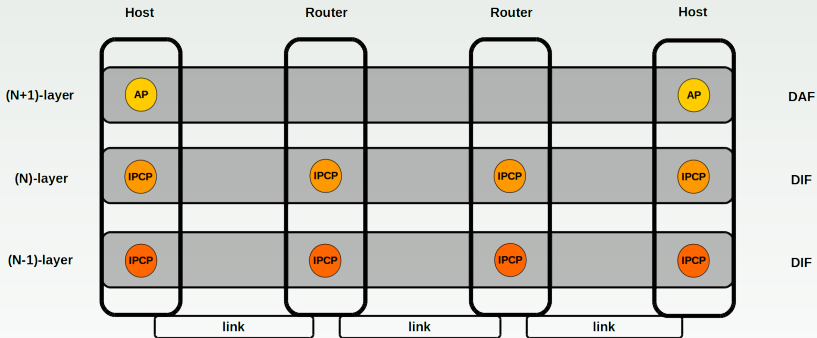 Host Router Router Host
(N+1)-layer AP AP DAF
(N)-layer IPCP IPCP IPCP IPCP DIF
(N-1)-layer IPCP IPCP IPCP IPCP DIF
link link link